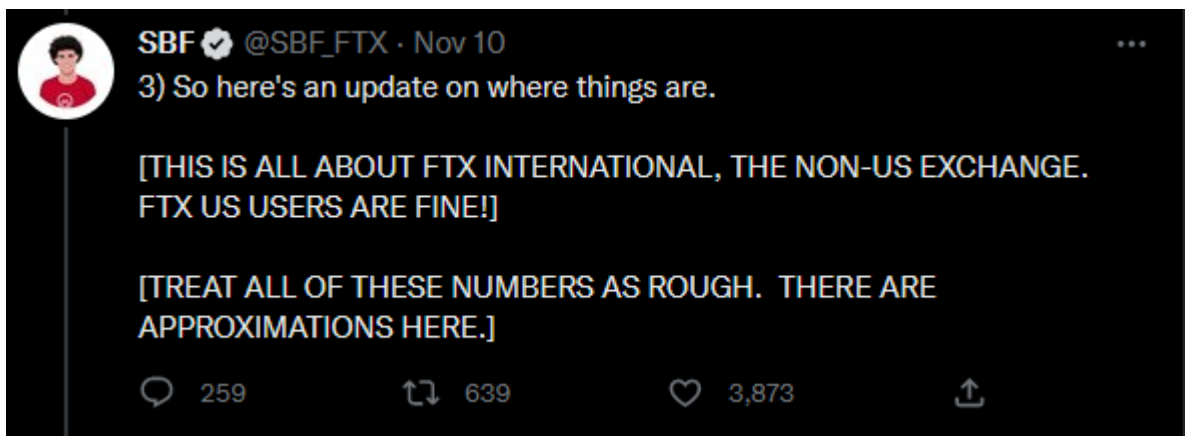 SBF @SBF_FTX · Nov 10
3) So here's an update on where things are.
[THIS IS ALL ABOUT FTX INTERNATIONAL, THE NON-US EXCHANGE.
FTX US USERS ARE FINE!]
[TREAT ALL OF THESE NUMBERS AS ROUGH.  THERE ARE
APPROXIMATIONS HERE.]
259 639 3,873